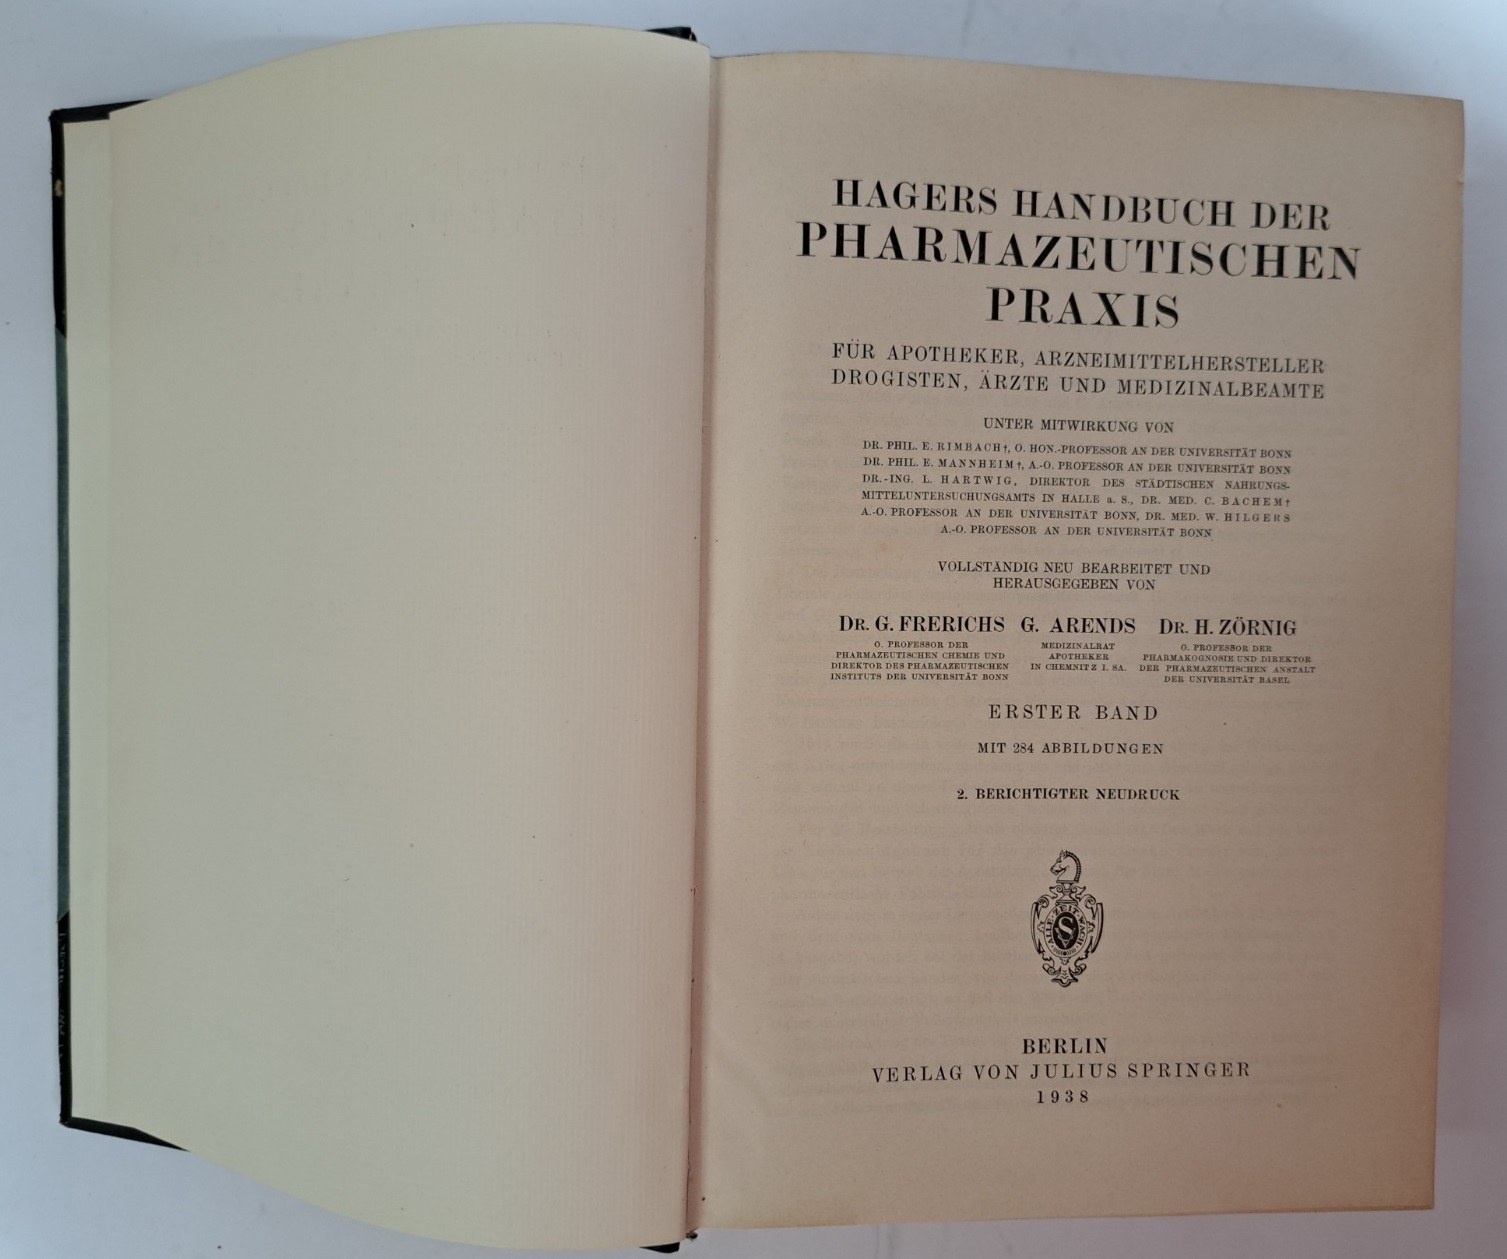 HAGERS HANDBUCH DER
PHARMAZEUTISCHEN
PRAXIS
FÜR APOTHEKER, ARZNEIMITTELHERSTELLER
DROGISTEN, ÄRZTE UND MEDIZINALBEAMTE
UNTER MITWIRKUNG VON
DR. PHIL. E. RIMBACH†, O. HON.-PROFESSOR AN DER UNIVERSITÄT BONN
DR. PHIL. E. MANNHEIM†, A.-O. PROFESSOR AN DER UNIVERSITÄT BONN
DR.-ING. L. HARTWIG, DIREKTOR DES STÄDTISCHEN NAHRUNGS-
MITTELUNTERSUCHUNGSAMTS IN HALLE a. S., DR. MED. C. BACHEM†
A.-O. PROFESSOR AN DER UNIVERSITÄT BONN, DR. MED. W. HILGERS
A.-O. PROFESSOR AN DER UNIVERSITÄT BONN
VOLLSTÄNDIG NEU BEARBEITET UND
HERAUSGEGEBEN VON
DR. G. FRERICHS G. ARENDS DR. H. ZÖRNIG
O. PROFESSOR DER MEDIZINALRAT O. PROFESSOR DER
PHARMAZEUTISCHEN CHEMIE UND APOTHEKER PHARMAKOGNOSIE UND DIREKTOR
DIREKTOR DES PHARMAZEUTISCHEN IN CHEMNITZ I. SA. DER PHARMAZEUTISCHEN ANSTALT
INSTITUTS DER UNIVERSITÄT BONN DER UNIVERSITÄT BASEL
ERSTER BAND
MIT 284 ABBILDUNGEN
2. BERICHTIGTER NEUDRUCK
ALLE·ZEIT·WACH
S
BERLIN
VERLAG VON JULIUS SPRINGER
1938